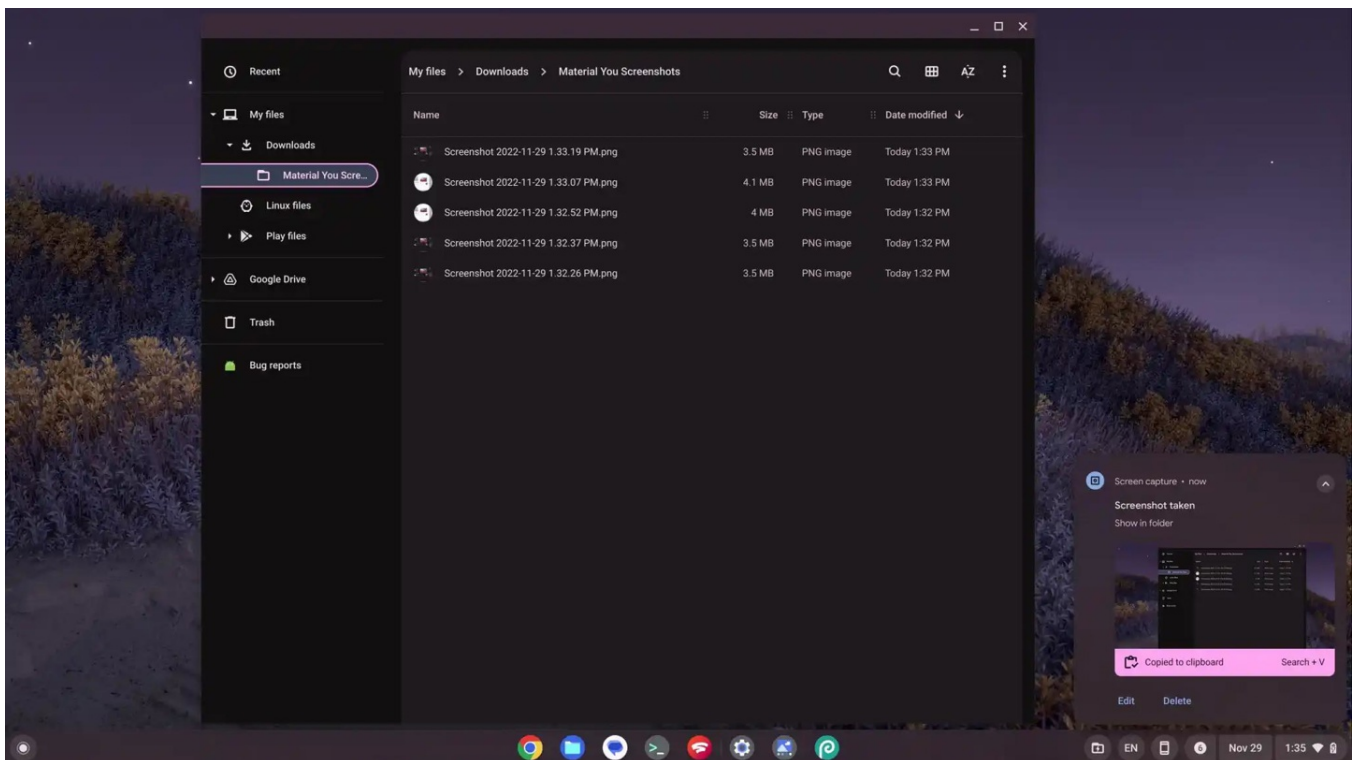 Recent
My files
Downloads
Material You Scre...
Linux files
Play files
Google Drive
Trash
Bug reports
My files > Downloads > Material You Screenshots
AZ
Name Size Type Date modified
Screenshot 2022-11-29 1.33.19 PM.png 3.5 MB PNG image Today 1:33 PM
Screenshot 2022-11-29 1.33.07 PM.png 4.1 MB PNG image Today 1:33 PM
Screenshot 2022-11-29 1.32.52 PM.png 4 MB PNG image Today 1:32 PM
Screenshot 2022-11-29 1.32.37 PM.png 3.5 MB PNG image Today 1:32 PM
Screenshot 2022-11-29 1.32.26 PM.png 3.5 MB PNG image Today 1:32 PM
Screen capture • now
Screenshot taken
Show in folder
Copied to clipboard Search + V
Edit Delete
EN 6 Nov 29 1:35